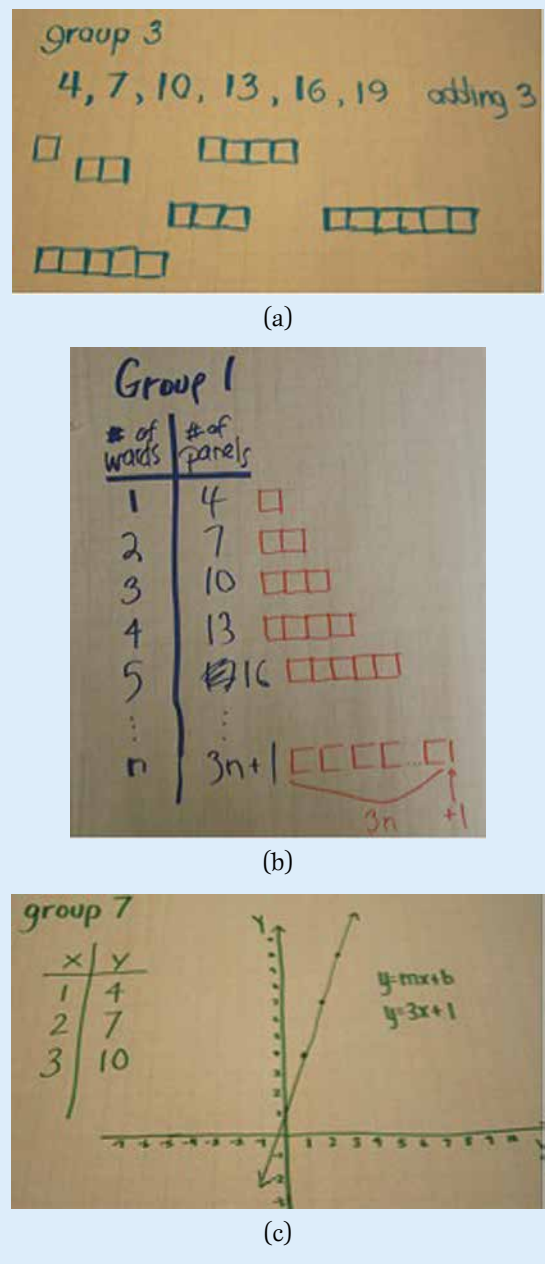 group 3
4, 7, 10, 13, 16, 19 adding 3
(a)
Group 1
# of wards # of panels
1 4
2 7
3 10
4 13
5 16
⋮ ⋮
n 3n+1
3n +1
(b)
group 7
Y
x y
1 4
2 7
3 10
y=mx+b
y=3x+1
(c)